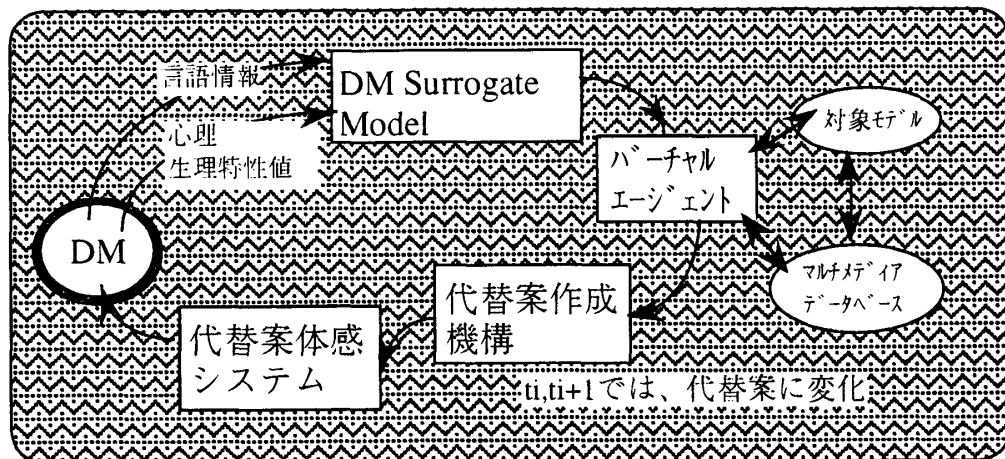 言語情報
DM Surrogate
Model
心理
生理特性値
対象モデル
バーチャル
エージェント
DM
マルチメディア
データベース
代替案作成
機構
代替案体感
システム
ti,ti+1では、代替案に変化